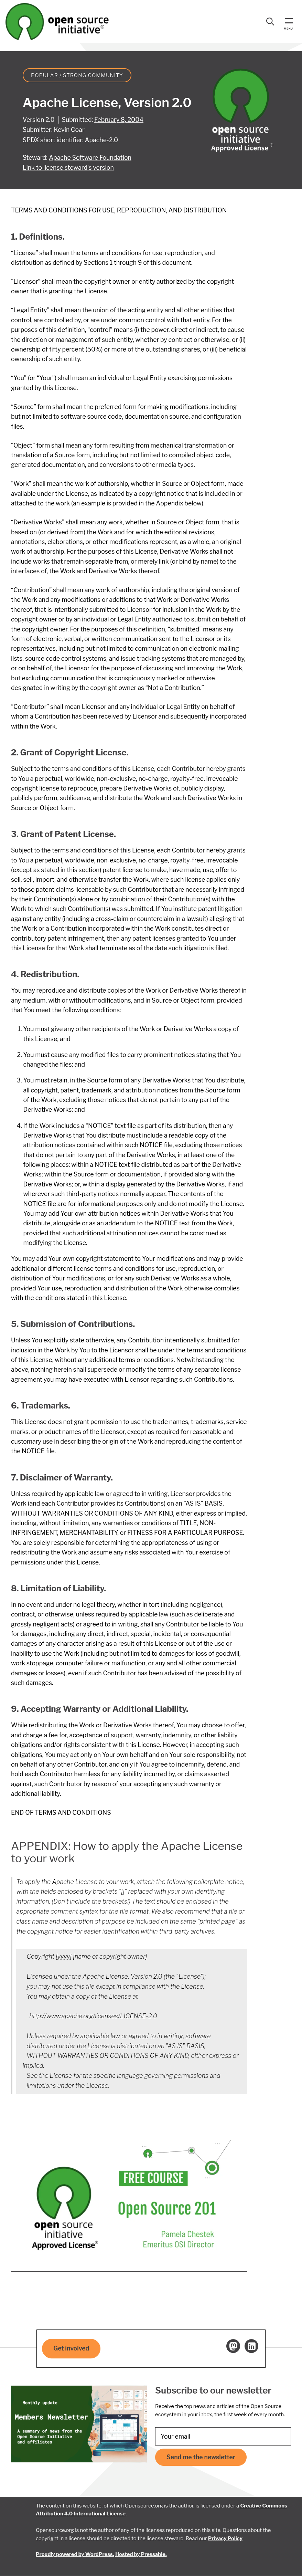 open source
initiative®
MENU
POPULAR / STRONG COMMUNITY
Apache License, Version 2.0
Version 2.0 | Submitted: February 8, 2004
Submitter: Kevin Coar
SPDX short identifier: Apache-2.0
Steward: Apache Software Foundation
Link to license steward's version
open source
initiative
Approved License®
TERMS AND CONDITIONS FOR USE, REPRODUCTION, AND DISTRIBUTION
1. Definitions.
“License” shall mean the terms and conditions for use, reproduction, and
distribution as defined by Sections 1 through 9 of this document.
“Licensor” shall mean the copyright owner or entity authorized by the copyright
owner that is granting the License.
“Legal Entity” shall mean the union of the acting entity and all other entities that
control, are controlled by, or are under common control with that entity. For the
purposes of this definition, “control” means (i) the power, direct or indirect, to cause
the direction or management of such entity, whether by contract or otherwise, or (ii)
ownership of fifty percent (50%) or more of the outstanding shares, or (iii) beneficial
ownership of such entity.
“You” (or “Your”) shall mean an individual or Legal Entity exercising permissions
granted by this License.
“Source” form shall mean the preferred form for making modifications, including
but not limited to software source code, documentation source, and configuration
files.
“Object” form shall mean any form resulting from mechanical transformation or
translation of a Source form, including but not limited to compiled object code,
generated documentation, and conversions to other media types.
“Work” shall mean the work of authorship, whether in Source or Object form, made
available under the License, as indicated by a copyright notice that is included in or
attached to the work (an example is provided in the Appendix below).
“Derivative Works” shall mean any work, whether in Source or Object form, that is
based on (or derived from) the Work and for which the editorial revisions,
annotations, elaborations, or other modifications represent, as a whole, an original
work of authorship. For the purposes of this License, Derivative Works shall not
include works that remain separable from, or merely link (or bind by name) to the
interfaces of, the Work and Derivative Works thereof.
“Contribution” shall mean any work of authorship, including the original version of
the Work and any modifications or additions to that Work or Derivative Works
thereof, that is intentionally submitted to Licensor for inclusion in the Work by the
copyright owner or by an individual or Legal Entity authorized to submit on behalf of
the copyright owner. For the purposes of this definition, “submitted” means any
form of electronic, verbal, or written communication sent to the Licensor or its
representatives, including but not limited to communication on electronic mailing
lists, source code control systems, and issue tracking systems that are managed by,
or on behalf of, the Licensor for the purpose of discussing and improving the Work,
but excluding communication that is conspicuously marked or otherwise
designated in writing by the copyright owner as “Not a Contribution.”
“Contributor” shall mean Licensor and any individual or Legal Entity on behalf of
whom a Contribution has been received by Licensor and subsequently incorporated
within the Work.
2. Grant of Copyright License.
Subject to the terms and conditions of this License, each Contributor hereby grants
to You a perpetual, worldwide, non-exclusive, no-charge, royalty-free, irrevocable
copyright license to reproduce, prepare Derivative Works of, publicly display,
publicly perform, sublicense, and distribute the Work and such Derivative Works in
Source or Object form.
3. Grant of Patent License.
Subject to the terms and conditions of this License, each Contributor hereby grants
to You a perpetual, worldwide, non-exclusive, no-charge, royalty-free, irrevocable
(except as stated in this section) patent license to make, have made, use, offer to
sell, sell, import, and otherwise transfer the Work, where such license applies only
to those patent claims licensable by such Contributor that are necessarily infringed
by their Contribution(s) alone or by combination of their Contribution(s) with the
Work to which such Contribution(s) was submitted. If You institute patent litigation
against any entity (including a cross-claim or counterclaim in a lawsuit) alleging that
the Work or a Contribution incorporated within the Work constitutes direct or
contributory patent infringement, then any patent licenses granted to You under
this License for that Work shall terminate as of the date such litigation is filed.
4. Redistribution.
You may reproduce and distribute copies of the Work or Derivative Works thereof in
any medium, with or without modifications, and in Source or Object form, provided
that You meet the following conditions:
1. You must give any other recipients of the Work or Derivative Works a copy of
this License; and
2. You must cause any modified files to carry prominent notices stating that You
changed the files; and
3. You must retain, in the Source form of any Derivative Works that You distribute,
all copyright, patent, trademark, and attribution notices from the Source form
of the Work, excluding those notices that do not pertain to any part of the
Derivative Works; and
4. If the Work includes a “NOTICE” text file as part of its distribution, then any
Derivative Works that You distribute must include a readable copy of the
attribution notices contained within such NOTICE file, excluding those notices
that do not pertain to any part of the Derivative Works, in at least one of the
following places: within a NOTICE text file distributed as part of the Derivative
Works; within the Source form or documentation, if provided along with the
Derivative Works; or, within a display generated by the Derivative Works, if and
wherever such third-party notices normally appear. The contents of the
NOTICE file are for informational purposes only and do not modify the License.
You may add Your own attribution notices within Derivative Works that You
distribute, alongside or as an addendum to the NOTICE text from the Work,
provided that such additional attribution notices cannot be construed as
modifying the License.
You may add Your own copyright statement to Your modifications and may provide
additional or different license terms and conditions for use, reproduction, or
distribution of Your modifications, or for any such Derivative Works as a whole,
provided Your use, reproduction, and distribution of the Work otherwise complies
with the conditions stated in this License.
5. Submission of Contributions.
Unless You explicitly state otherwise, any Contribution intentionally submitted for
inclusion in the Work by You to the Licensor shall be under the terms and conditions
of this License, without any additional terms or conditions. Notwithstanding the
above, nothing herein shall supersede or modify the terms of any separate license
agreement you may have executed with Licensor regarding such Contributions.
6. Trademarks.
This License does not grant permission to use the trade names, trademarks, service
marks, or product names of the Licensor, except as required for reasonable and
customary use in describing the origin of the Work and reproducing the content of
the NOTICE file.
7. Disclaimer of Warranty.
Unless required by applicable law or agreed to in writing, Licensor provides the
Work (and each Contributor provides its Contributions) on an “AS IS” BASIS,
WITHOUT WARRANTIES OR CONDITIONS OF ANY KIND, either express or implied,
including, without limitation, any warranties or conditions of TITLE, NON-
INFRINGEMENT, MERCHANTABILITY, or FITNESS FOR A PARTICULAR PURPOSE.
You are solely responsible for determining the appropriateness of using or
redistributing the Work and assume any risks associated with Your exercise of
permissions under this License.
8. Limitation of Liability.
In no event and under no legal theory, whether in tort (including negligence),
contract, or otherwise, unless required by applicable law (such as deliberate and
grossly negligent acts) or agreed to in writing, shall any Contributor be liable to You
for damages, including any direct, indirect, special, incidental, or consequential
damages of any character arising as a result of this License or out of the use or
inability to use the Work (including but not limited to damages for loss of goodwill,
work stoppage, computer failure or malfunction, or any and all other commercial
damages or losses), even if such Contributor has been advised of the possibility of
such damages.
9. Accepting Warranty or Additional Liability.
While redistributing the Work or Derivative Works thereof, You may choose to offer,
and charge a fee for, acceptance of support, warranty, indemnity, or other liability
obligations and/or rights consistent with this License. However, in accepting such
obligations, You may act only on Your own behalf and on Your sole responsibility, not
on behalf of any other Contributor, and only if You agree to indemnify, defend, and
hold each Contributor harmless for any liability incurred by, or claims asserted
against, such Contributor by reason of your accepting any such warranty or
additional liability.
END OF TERMS AND CONDITIONS
APPENDIX: How to apply the Apache License
to your work
To apply the Apache License to your work, attach the following boilerplate notice,
with the fields enclosed by brackets “[]” replaced with your own identifying
information. (Don’t include the brackets!) The text should be enclosed in the
appropriate comment syntax for the file format. We also recommend that a file or
class name and description of purpose be included on the same “printed page” as
the copyright notice for easier identification within third-party archives.
Copyright [yyyy] [name of copyright owner]
Licensed under the Apache License, Version 2.0 (the "License");
you may not use this file except in compliance with the License.
You may obtain a copy of the License at
http://www.apache.org/licenses/LICENSE-2.0
Unless required by applicable law or agreed to in writing, software
distributed under the License is distributed on an "AS IS" BASIS,
WITHOUT WARRANTIES OR CONDITIONS OF ANY KIND, either express or
implied.
See the License for the specific language governing permissions and
limitations under the License.
open source
initiative
Approved License®
FREE COURSE
Open Source 201
Pamela Chestek
Emeritus OSI Director
Get involved
Monthly update
Members Newsletter
A summary of news from the
Open Source Initiative
and affiliates
Subscribe to our newsletter
Receive the top news and articles of the Open Source
ecosystem in your inbox, the first week of every month.
Your email
Send me the newsletter
The content on this website, of which Opensource.org is the author, is licensed under a Creative Commons
Attribution 4.0 International License.
Opensource.org is not the author of any of the licenses reproduced on this site. Questions about the
copyright in a license should be directed to the license steward. Read our Privacy Policy
Proudly powered by WordPress. Hosted by Pressable.